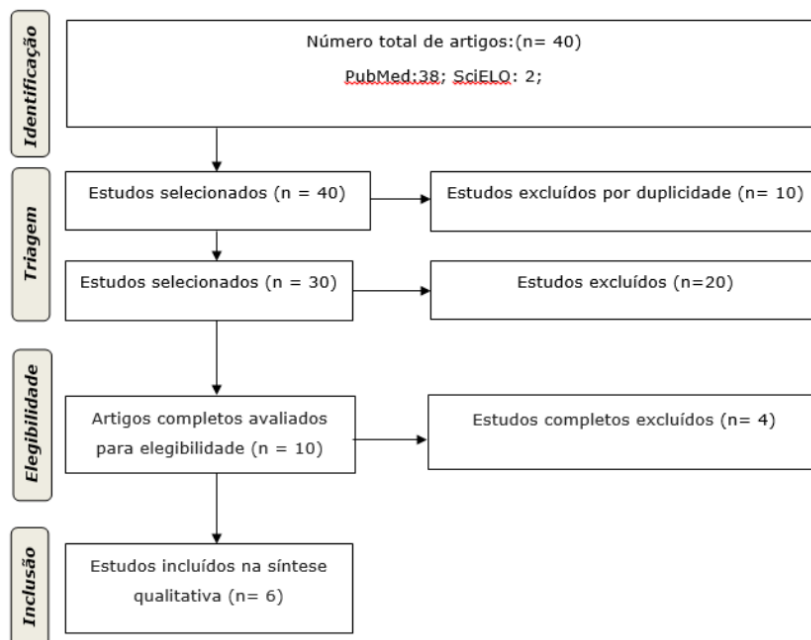 Identificação
Número total de artigos:(n= 40)
PubMed:38; SciELO: 2;
Triagem
Estudos selecionados (n = 40)
Estudos excluídos por duplicidade (n= 10)
Estudos selecionados (n = 30)
Estudos excluídos (n=20)
Elegibilidade
Artigos completos avaliados
para elegibilidade (n = 10)
Estudos completos excluídos (n= 4)
Inclusão
Estudos incluídos na síntese
qualitativa (n= 6)